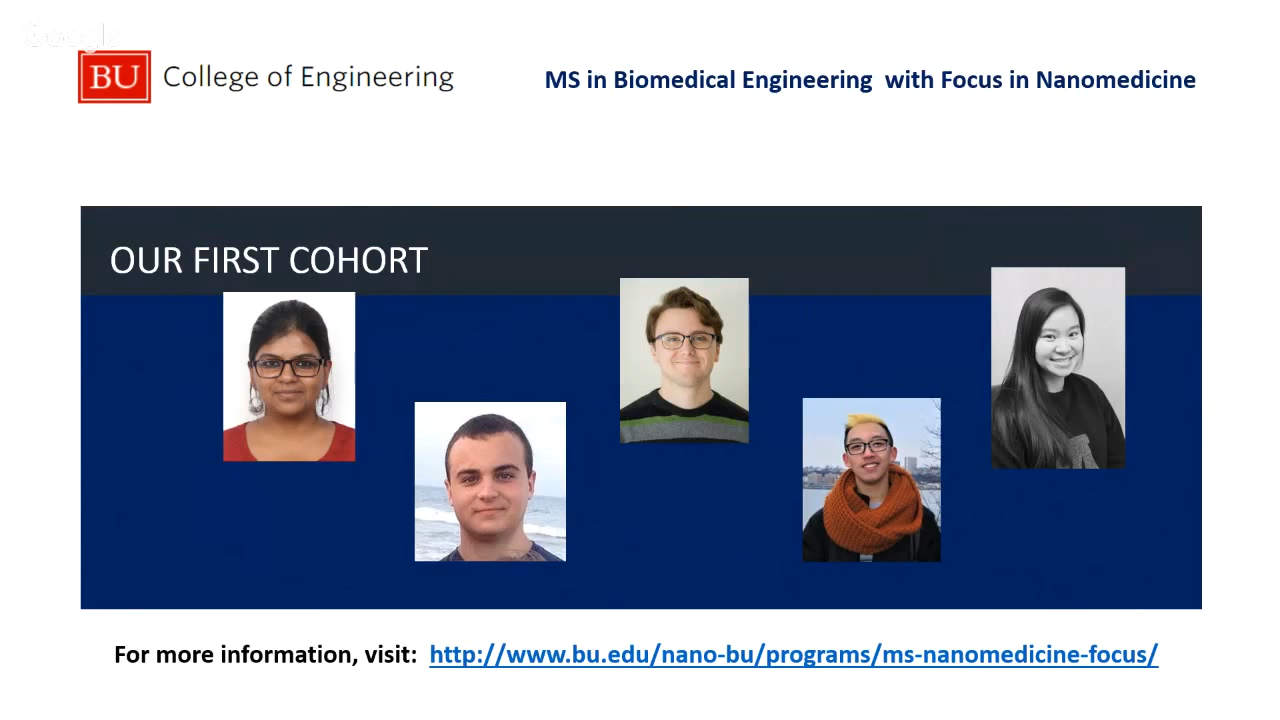 Google
BU College of Engineering
MS in Biomedical Engineering with Focus in Nanomedicine
OUR FIRST COHORT
For more information, visit: http://www.bu.edu/nano-bu/programs/ms-nanomedicine-focus/